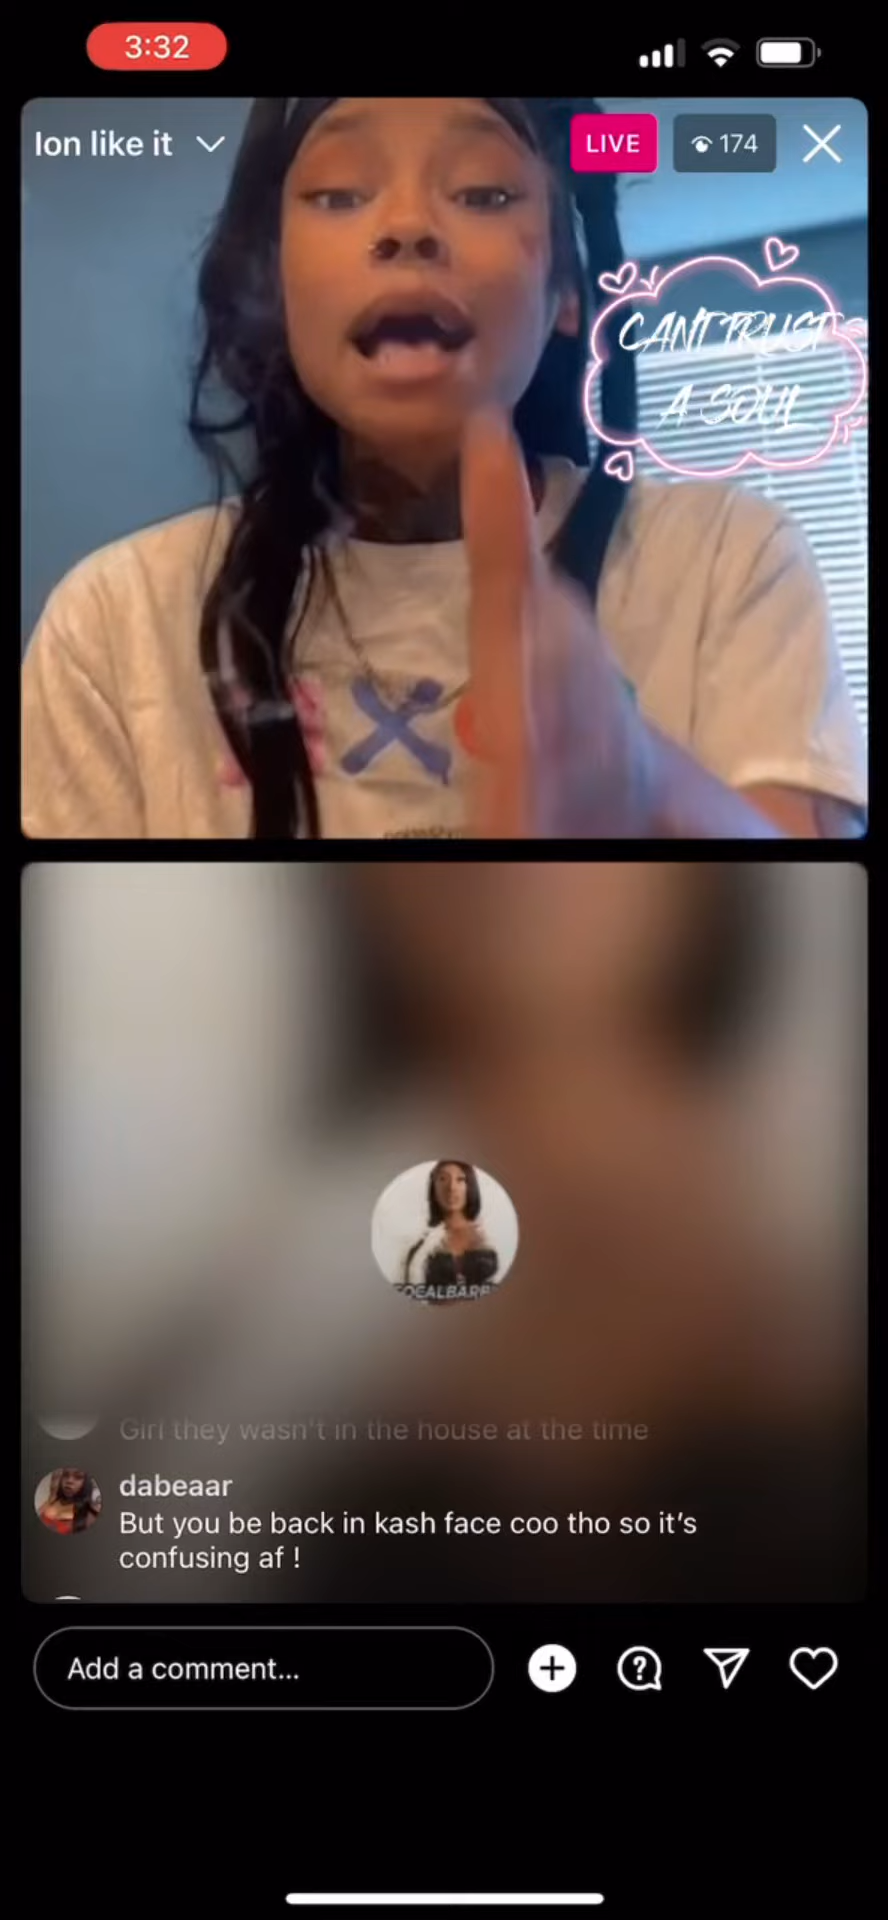 3:32
Ion like it
LIVE
174
CANT TRUST
A SOUL
Girl they wasn't in the house at the time
dabeaar
But you be back in kash face coo tho so it's
confusing af !
Add a comment...